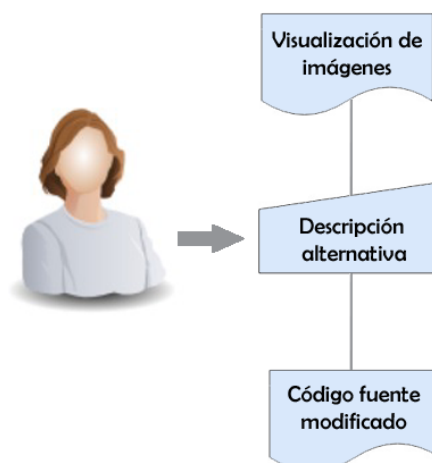 Visualización de
imágenes
Descripción
alternativa
Código fuente
modificado